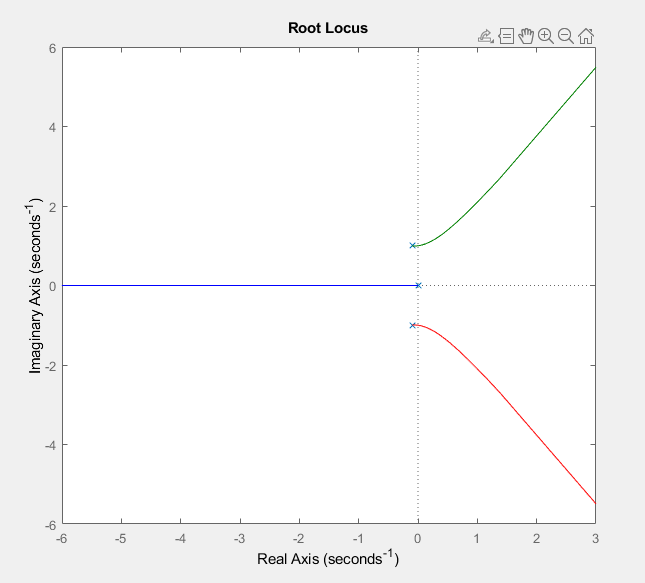 Root Locus
6
4
2
0
-2
-4
-6
Imaginary Axis (seconds⁻¹)
-6 -5 -4 -3 -2 -1 0 1 2 3
Real Axis (seconds⁻¹)